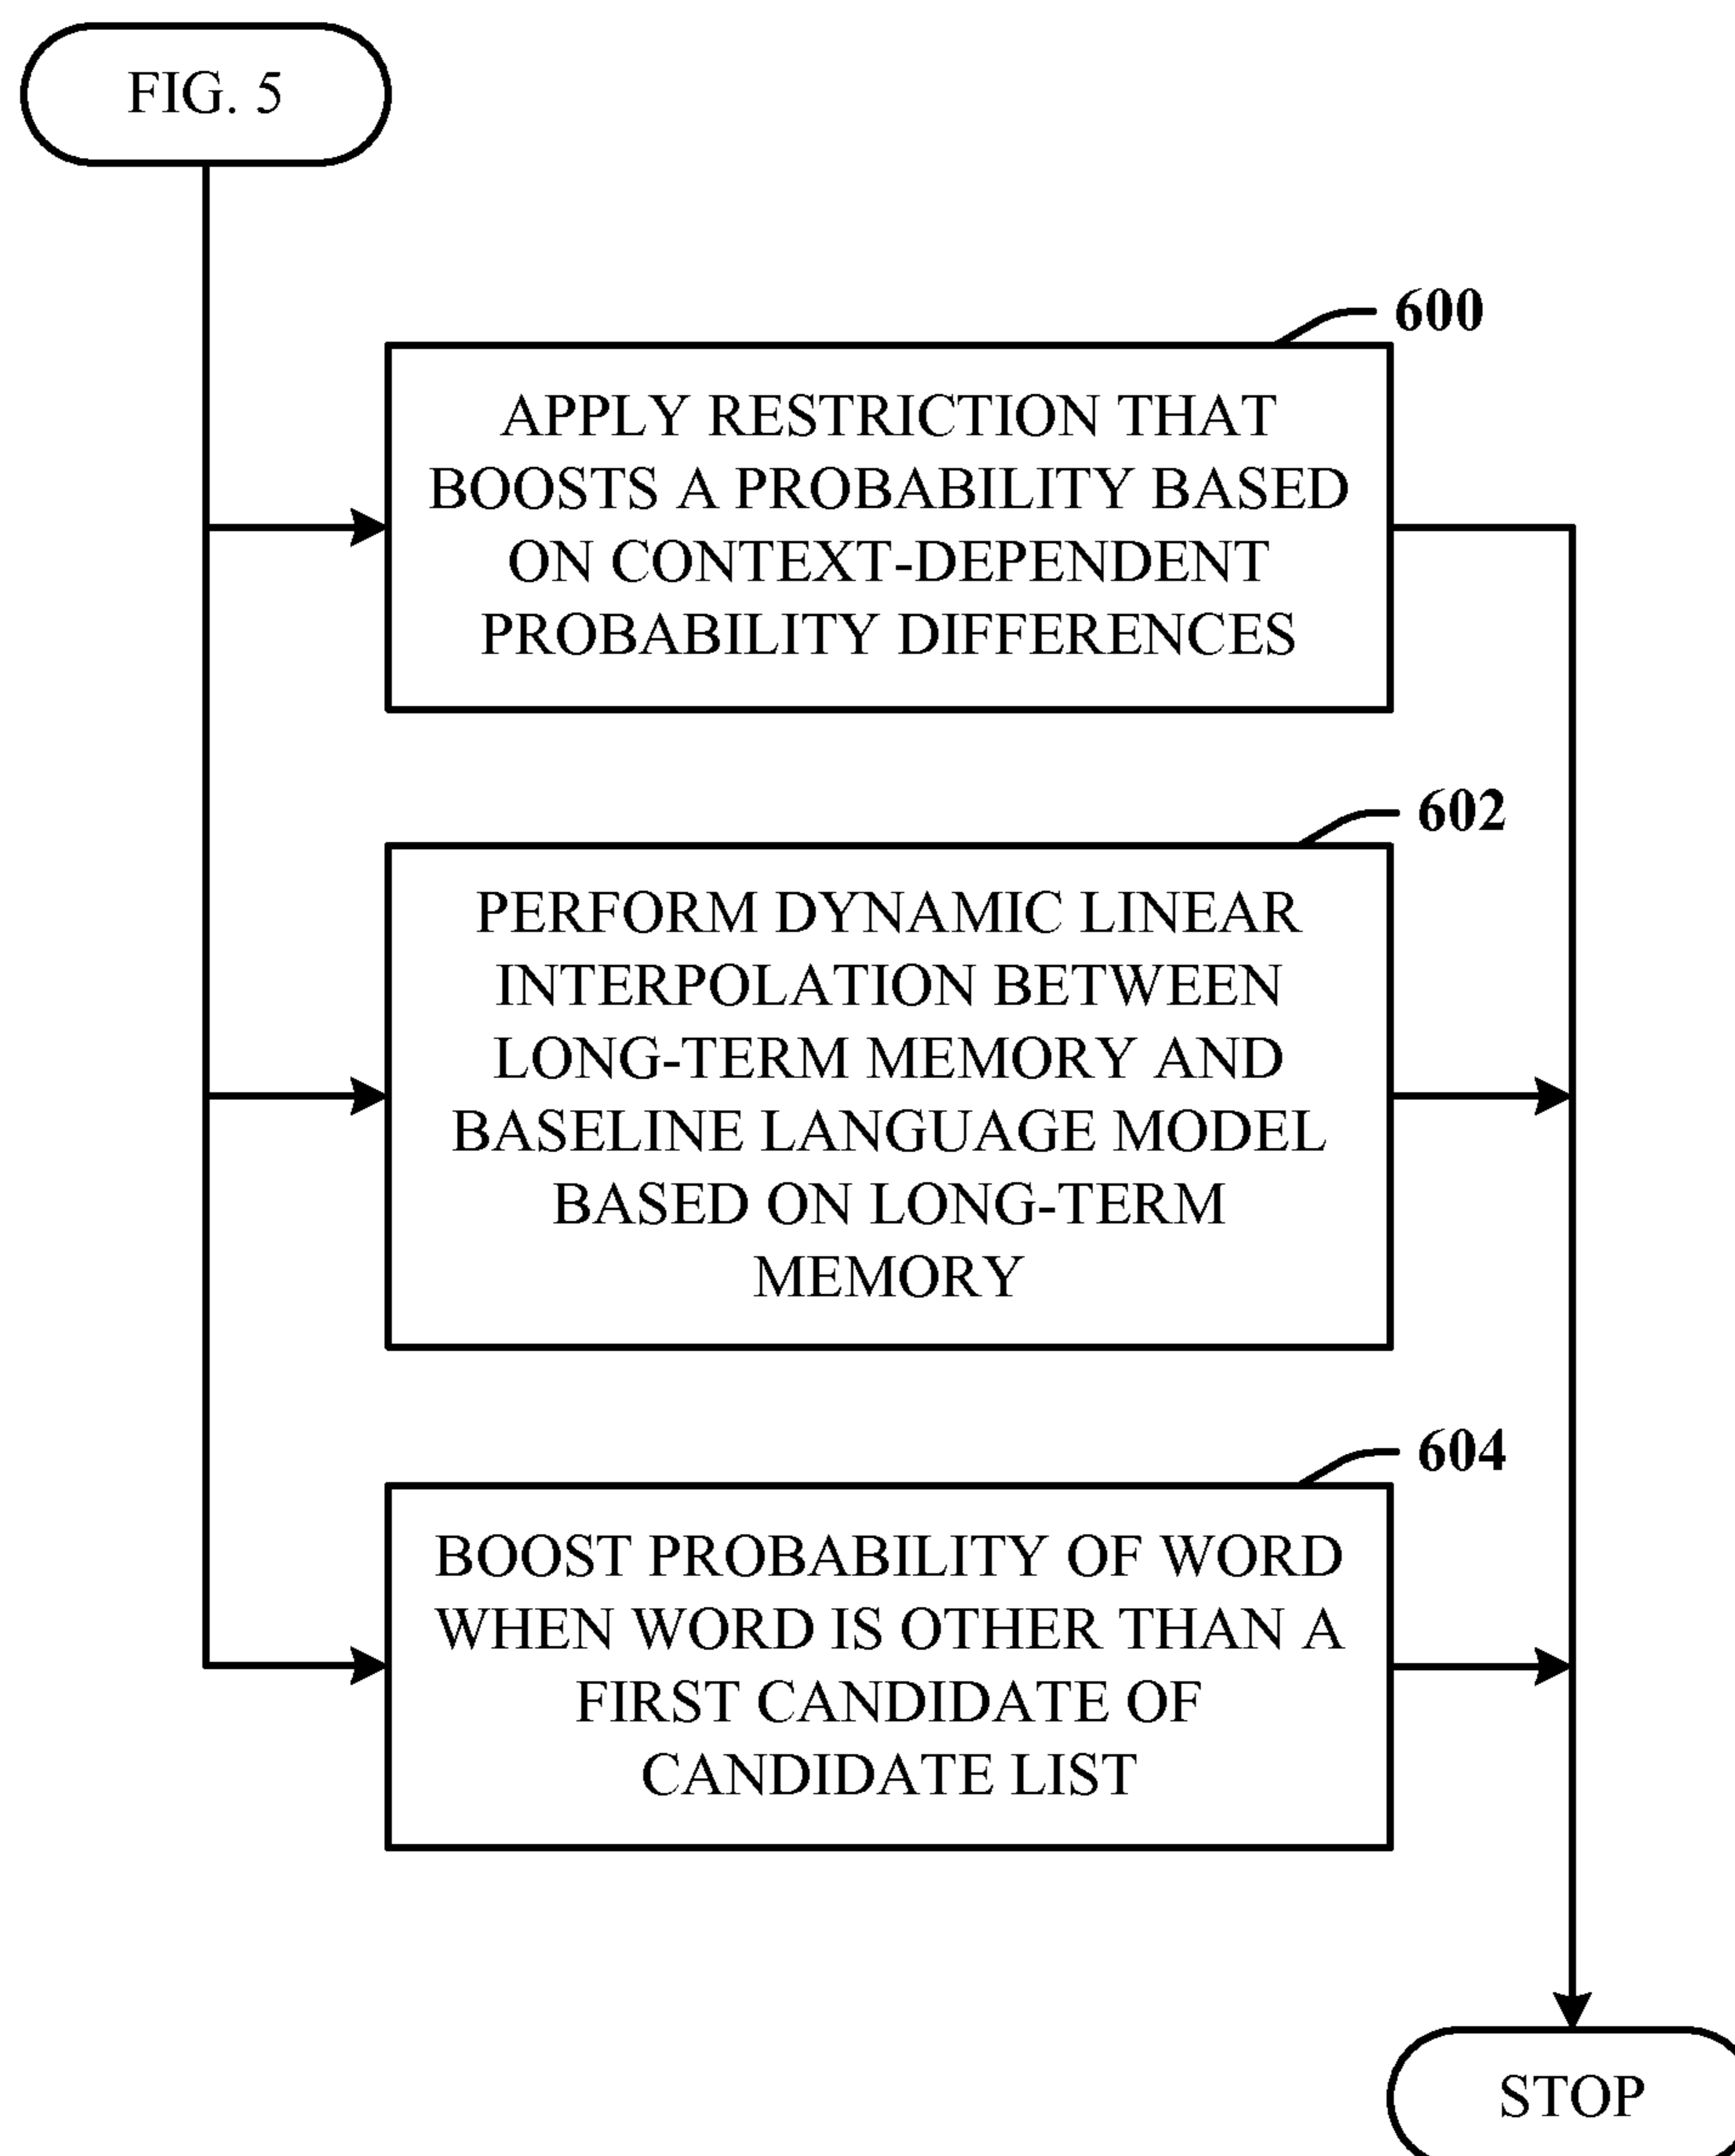 FIG. 5
600
APPLY RESTRICTION THAT
BOOSTS A PROBABILITY BASED
ON CONTEXT-DEPENDENT
PROBABILITY DIFFERENCES
602
PERFORM DYNAMIC LINEAR
INTERPOLATION BETWEEN
LONG-TERM MEMORY AND
BASELINE LANGUAGE MODEL
BASED ON LONG-TERM
MEMORY
604
BOOST PROBABILITY OF WORD
WHEN WORD IS OTHER THAN A
FIRST CANDIDATE OF
CANDIDATE LIST
STOP